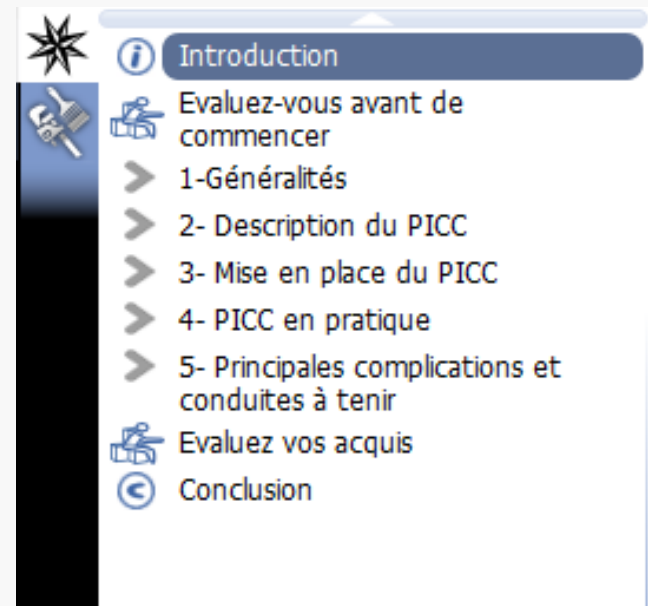 Introduction
Evaluez-vous avant de
commencer
1-Généralités
2- Description du PICC
3- Mise en place du PICC
4- PICC en pratique
5- Principales complications et
conduites à tenir
Evaluez vos acquis
Conclusion